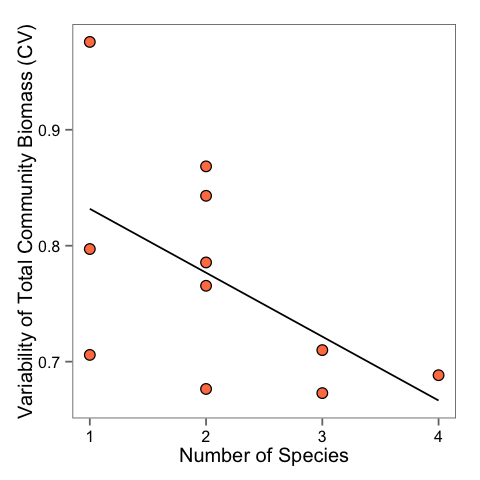 Variability of Total Community Biomass (CV)
0.9
0.8
0.7
1 2 3 4
Number of Species